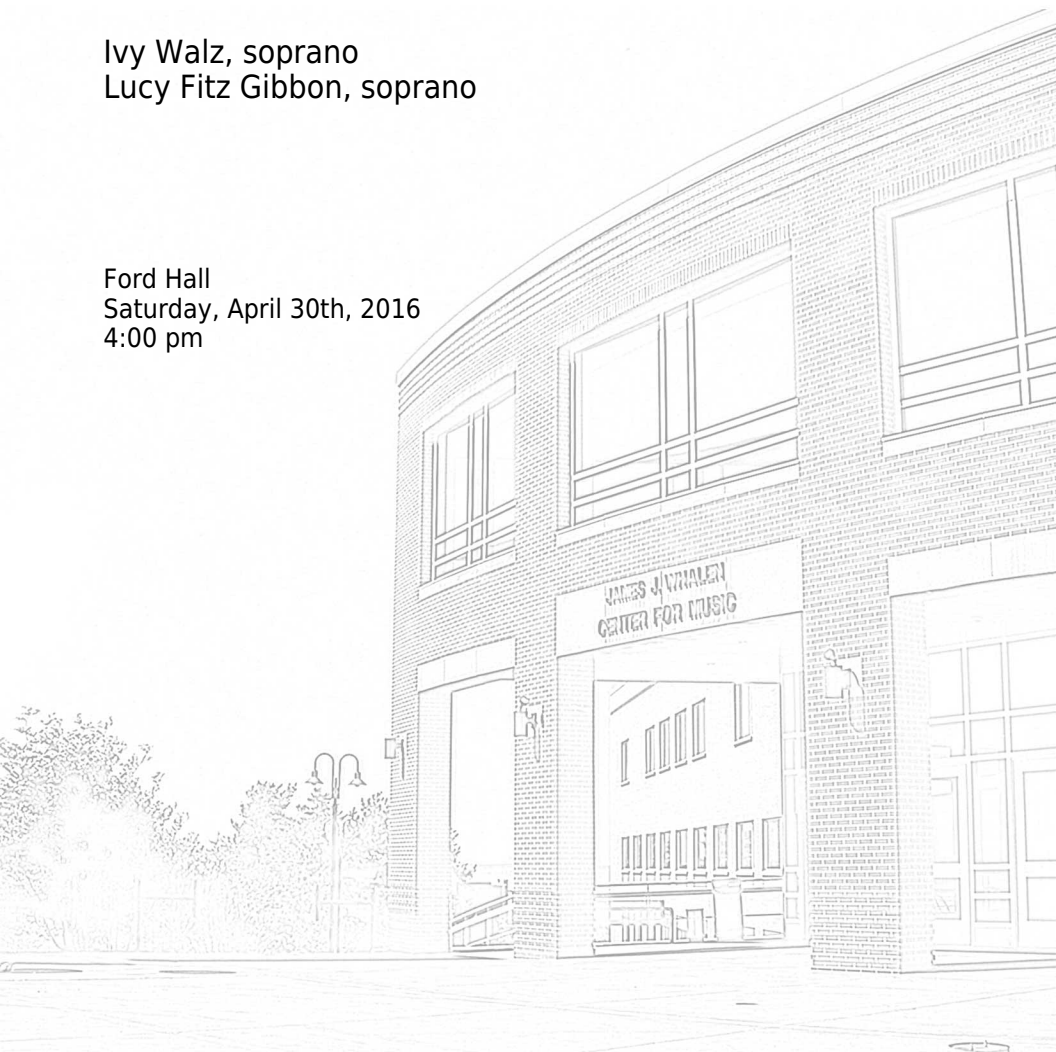 Ivy Walz, soprano
Lucy Fitz Gibbon, soprano
Ford Hall
Saturday, April 30th, 2016
4:00 pm
JAMES J. WHALEN
CENTER FOR MUSIC